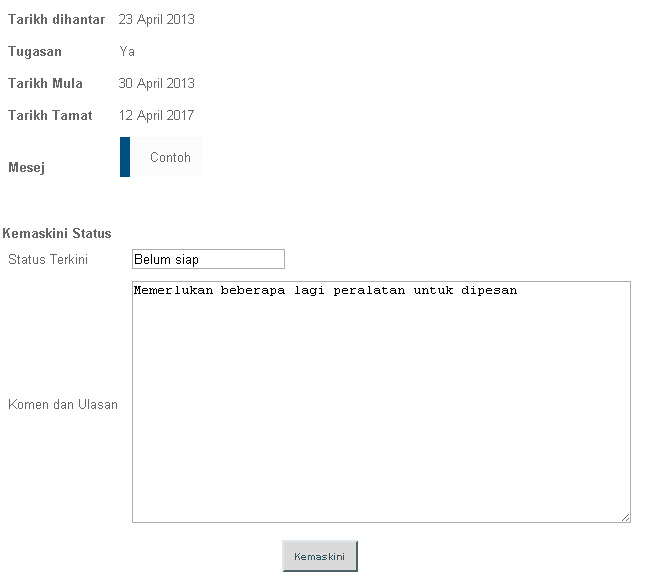 Tarikh dihantar 23 April 2013
Tugasan Ya
Tarikh Mula 30 April 2013
Tarikh Tamat 12 April 2017
Mesej Contoh
Kemaskini Status
Status Terkini Belum siap
Komen dan Ulasan Memerlukan beberapa lagi peralatan untuk dipesan
Kemaskini